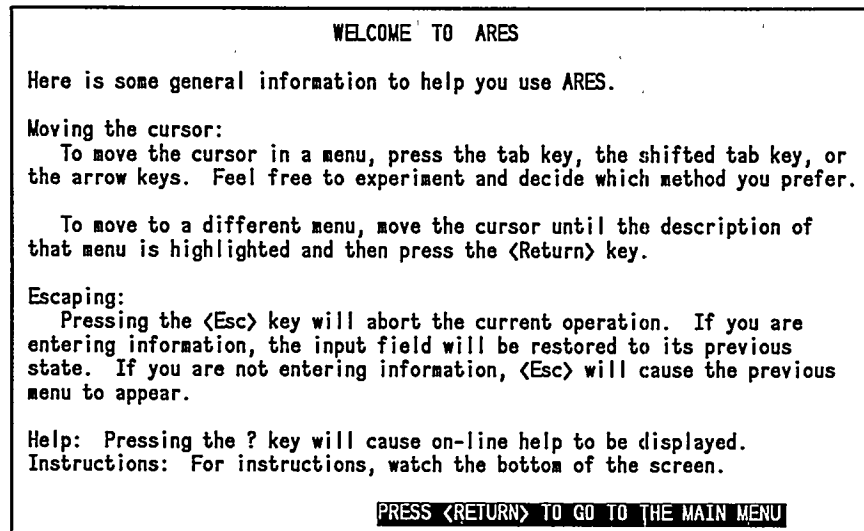 WELCOME TO ARES
Here is some general information to help you use ARES.
Moving the cursor:
To move the cursor in a menu, press the tab key, the shifted tab key, or
the arrow keys. Feel free to experiment and decide which method you prefer.
To move to a different menu, move the cursor until the description of
that menu is highlighted and then press the <Return> key.
Escaping:
Pressing the <Esc> key will abort the current operation. If you are
entering information, the input field will be restored to its previous
state. If you are not entering information, <Esc> will cause the previous
menu to appear.
Help: Pressing the ? key will cause on-line help to be displayed.
Instructions: For instructions, watch the bottom of the screen.
PRESS <RETURN> TO GO TO THE MAIN MENU